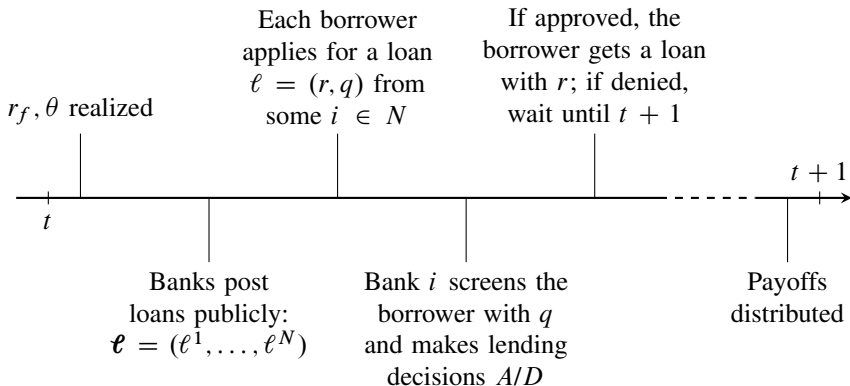 r_f, θ realized
Banks post
loans publicly:
ℓ = (ℓ^1, …, ℓ^N)
Each borrower
applies for a loan
ℓ = (r, q) from
some i ∈ N
Bank i screens the
borrower with q
and makes lending
decisions A/D
If approved, the
borrower gets a loan
with r; if denied,
wait until t + 1
Payoffs
distributed
t
t + 1